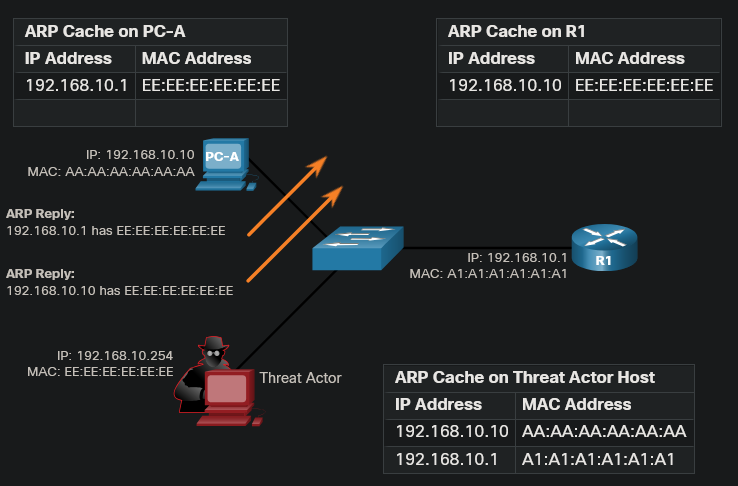 ARP Cache on PC-A
IP Address MAC Address
192.168.10.1 EE:EE:EE:EE:EE:EE
ARP Cache on R1
IP Address MAC Address
192.168.10.10 EE:EE:EE:EE:EE:EE
IP: 192.168.10.10
MAC: AA:AA:AA:AA:AA:AA
PC-A
ARP Reply:
192.168.10.1 has EE:EE:EE:EE:EE:EE
ARP Reply:
192.168.10.10 has EE:EE:EE:EE:EE:EE
IP: 192.168.10.1
MAC: A1:A1:A1:A1:A1:A1
R1
IP: 192.168.10.254
MAC: EE:EE:EE:EE:EE:EE
Threat Actor
ARP Cache on Threat Actor Host
IP Address MAC Address
192.168.10.10 AA:AA:AA:AA:AA:AA
192.168.10.1 A1:A1:A1:A1:A1:A1